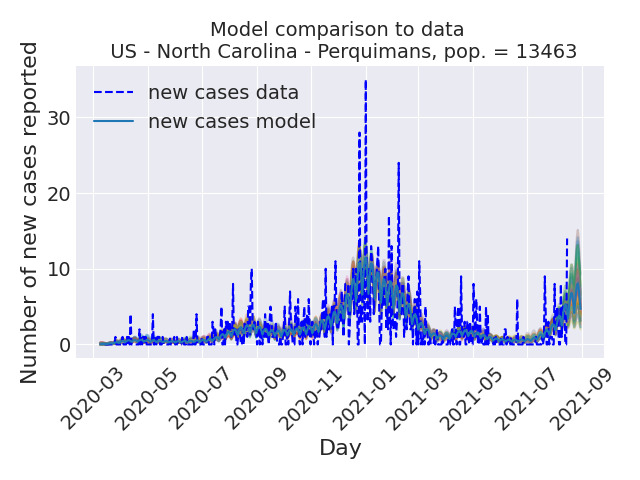 Model comparison to data
US - North Carolina - Perquimans, pop. = 13463
Number of new cases reported
new cases data
new cases model
30
20
10
0
2020-03
2020-05
2020-07
2020-09
2020-11
2021-01
2021-03
2021-05
2021-07
2021-09
Day